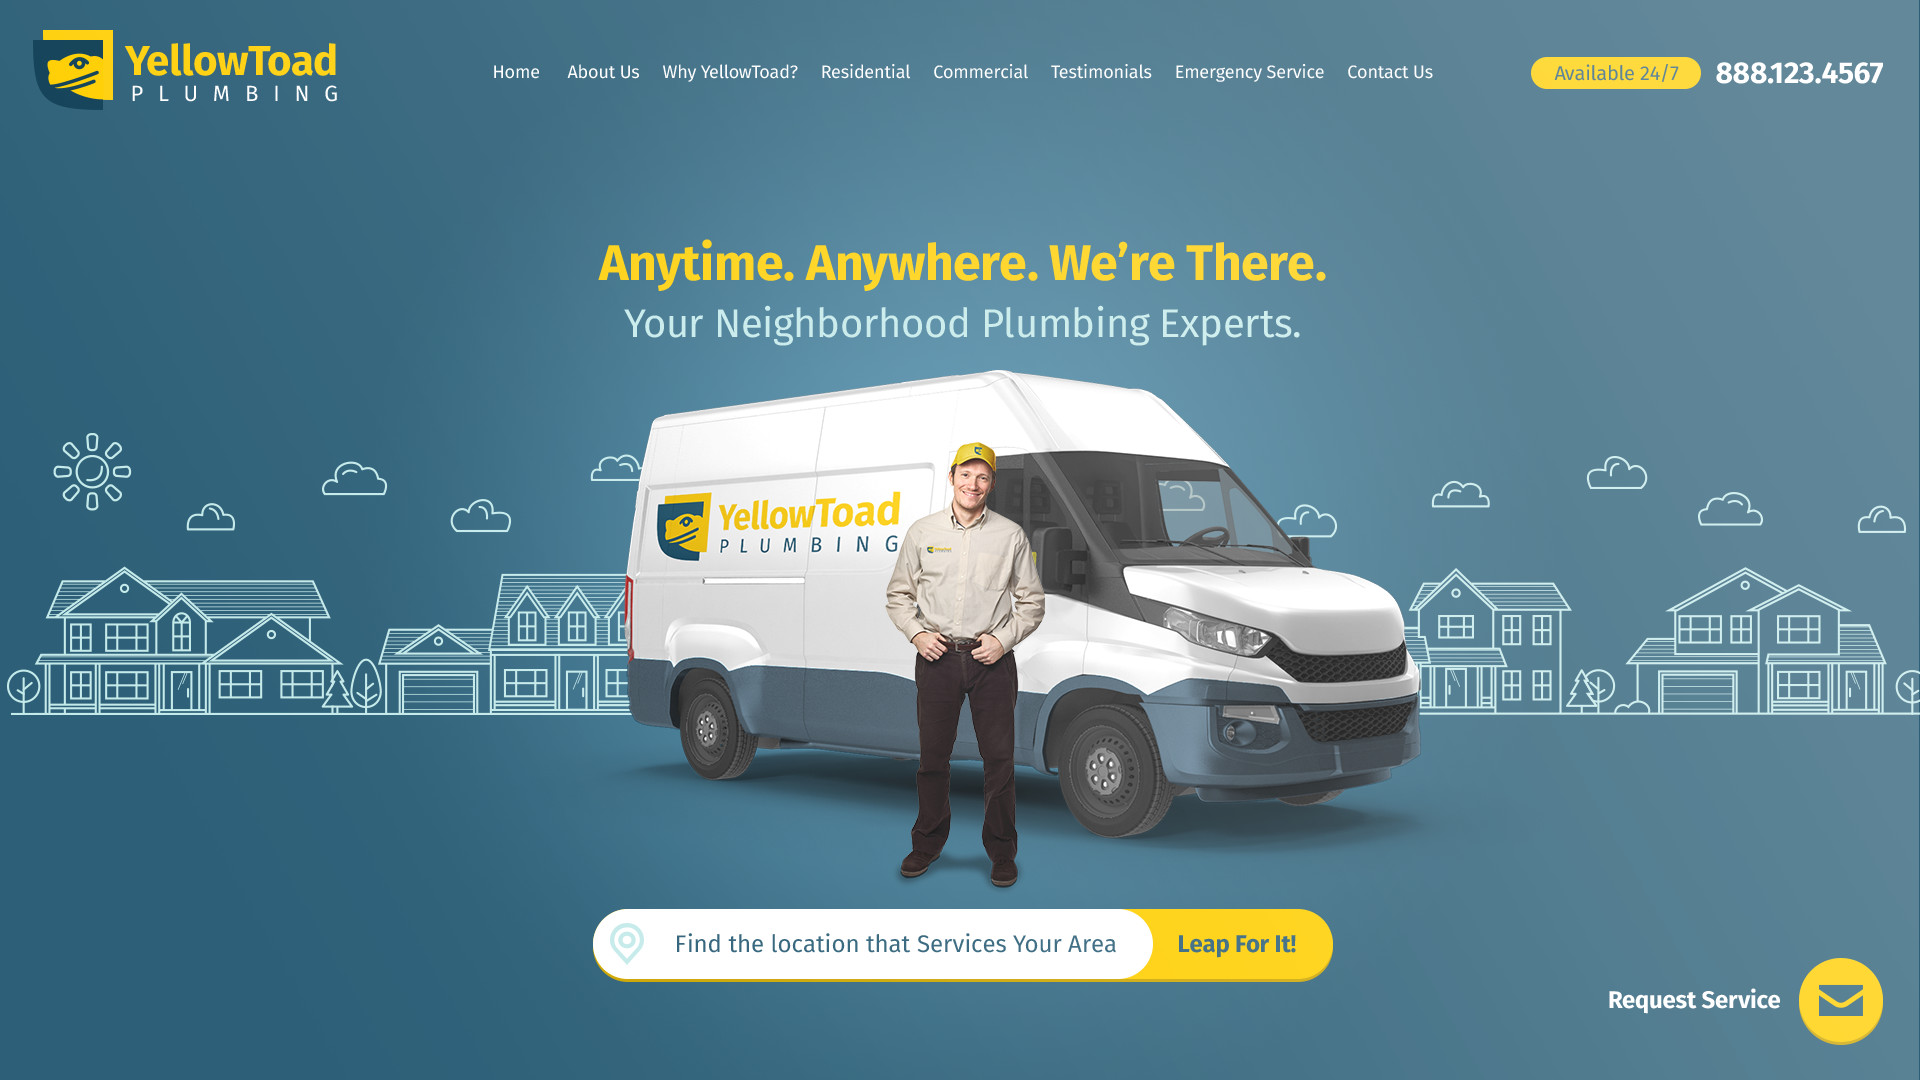 YellowToad
PLUMBING
Home About Us Why YellowToad? Residential Commercial Testimonials Emergency Service Contact Us
Available 24/7 888.123.4567
Anytime. Anywhere. We’re There.
Your Neighborhood Plumbing Experts.
YellowToad
PLUMBING
Find the location that Services Your Area
Leap For It!
Request Service